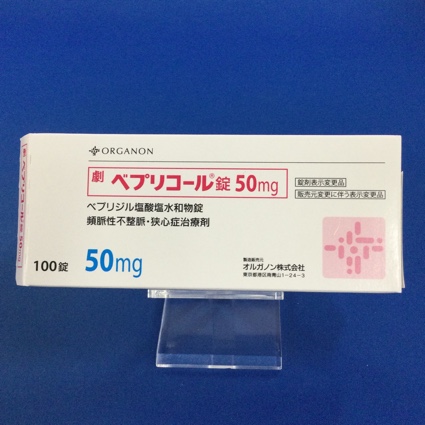 ORGANON
劇 ベプリコール®錠 50mg
錠剤表示変更品
販売元変更に伴う表示変更品
ベプリジル塩酸塩水和物錠
頻脈性不整脈・狭心症治療剤
製造販売元
オルガノン株式会社
東京都港区南青山1-24-3
100錠 50mg